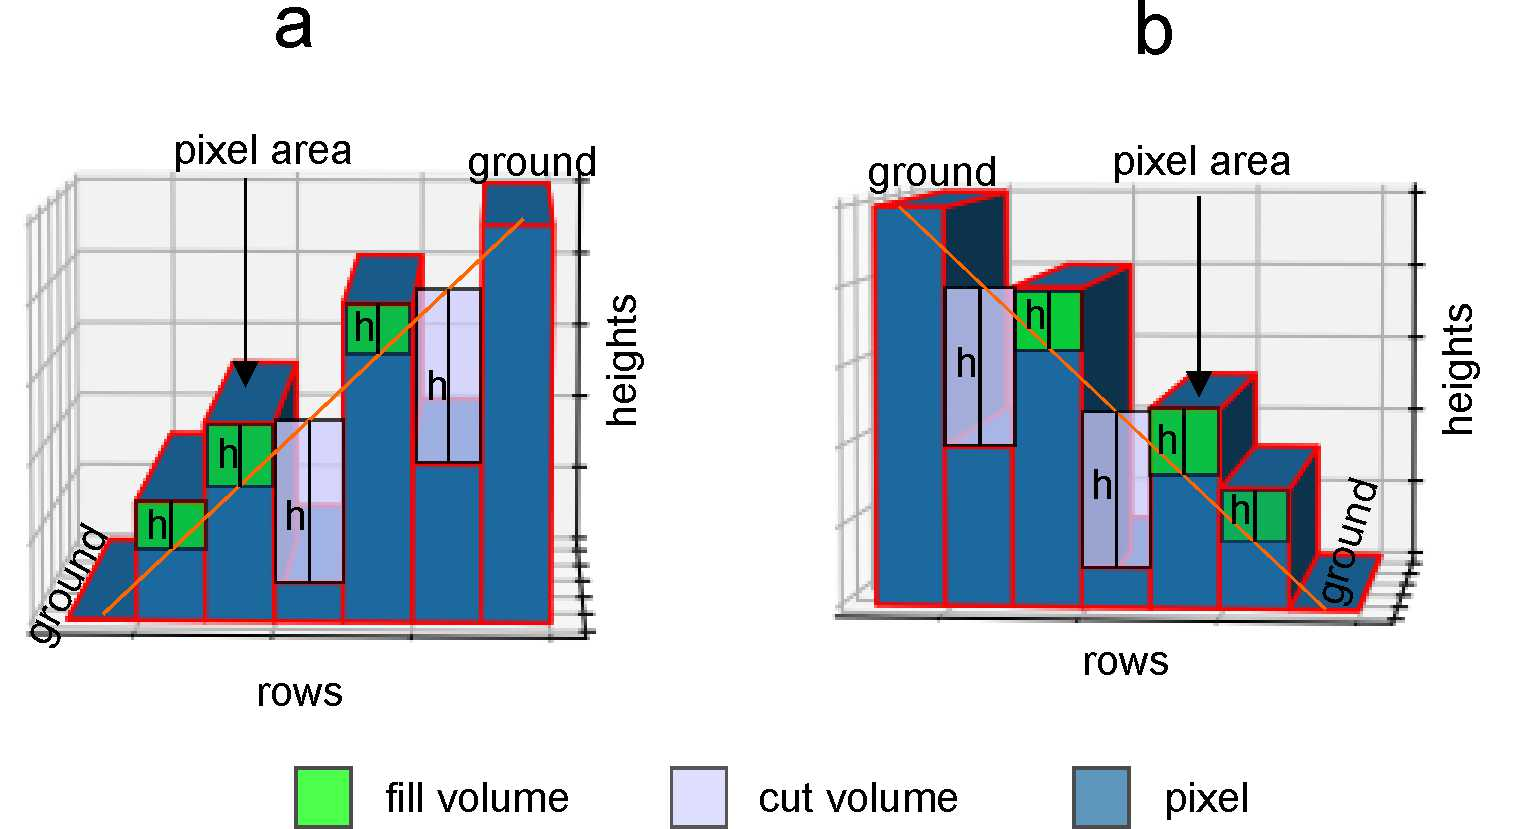 a
pixel area
ground
h
h
h
h
h
ground
heights
rows
b
ground
pixel area
h
h
h
h
h
ground
heights
rows
fill volume
cut volume
pixel